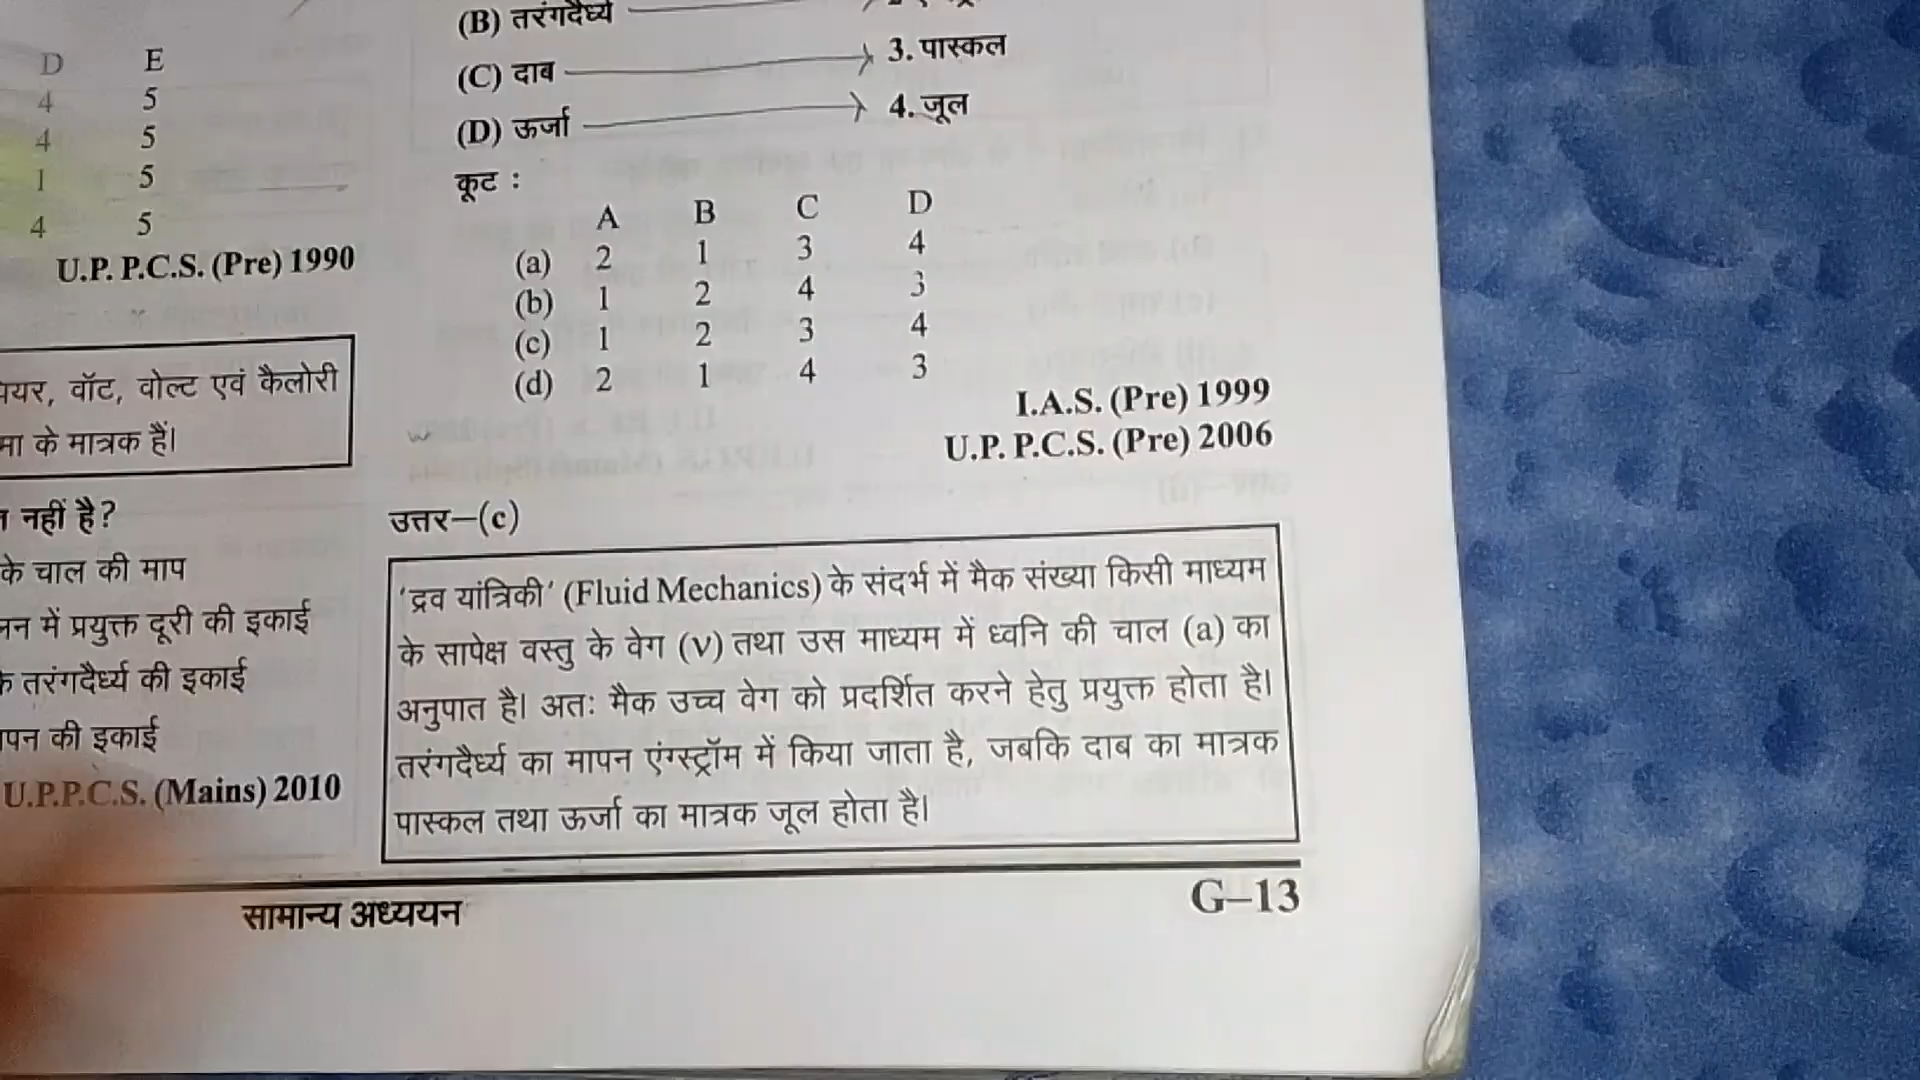 D E
4 5
4 5
1 5
4 5
U.P. P.C.S. (Pre) 1990
वॉट, वोल्ट एवं कैलोरी
के मात्रक हैं।
नहीं है?
के चाल की माप
में प्रयुक्त दूरी की इकाई
तरंगदैर्ध्य की इकाई
की इकाई
U.P.P.C.S. (Mains) 2010
(B) तरंगदैर्ध्य
(C) दाब 3. पास्कल
(D) ऊर्जा 4. जूल
कूट :
A B C D
(a) 2 1 3 4
(b) 1 2 4 3
(c) 1 2 3 4
(d) 2 1 4 3
I.A.S. (Pre) 1999
U.P. P.C.S. (Pre) 2006
उत्तर–(c)
'द्रव यांत्रिकी' (Fluid Mechanics) के संदर्भ में मैक संख्या किसी माध्यम
के सापेक्ष वस्तु के वेग (v) तथा उस माध्यम में ध्वनि की चाल (a) का
अनुपात है। अतः मैक उच्च वेग को प्रदर्शित करने हेतु प्रयुक्त होता है।
तरंगदैर्ध्य का मापन एंग्स्ट्रॉम में किया जाता है, जबकि दाब का मात्रक
पास्कल तथा ऊर्जा का मात्रक जूल होता है।
सामान्य अध्ययन G–13